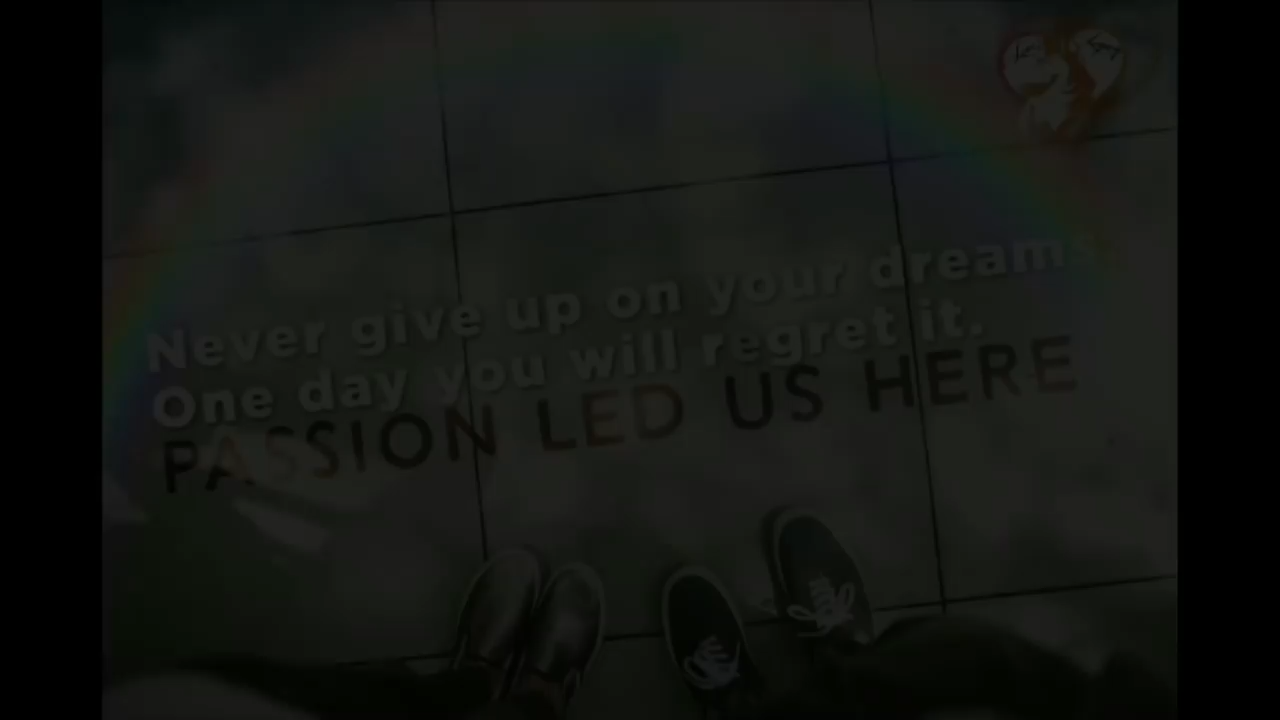 Never give up on your dream
One day you will regret it.
PASSION LED US HERE